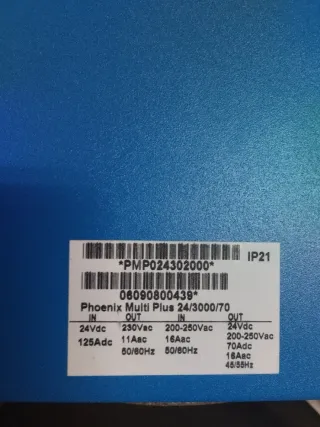 IP21
*PMP024302000*
06090800439*
Phoenix Multi Plus 24/3000/70
IN OUT IN OUT
24Vdc 230Vac 200-250Vac 24Vdc
125Adc 11Aac 16Aac 200-250Vac
50/60Hz 50/60Hz 70Adc
16Aac
45/55Hz